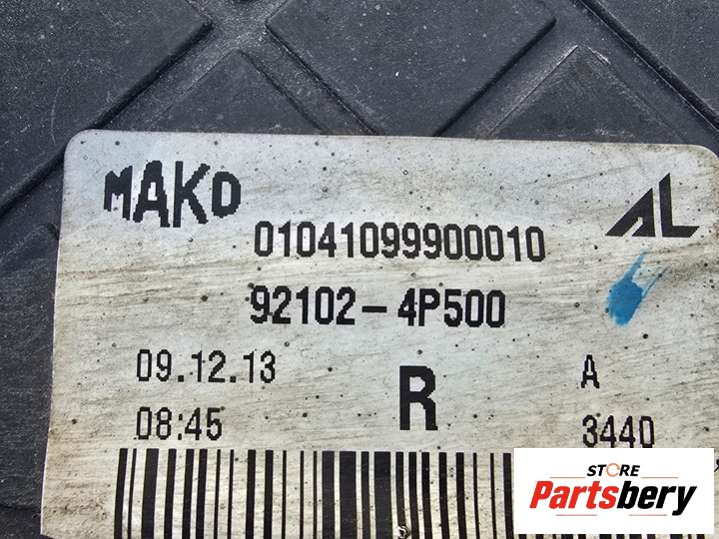 MAKO
AL
01041099900010
92102-4P500
09.12.13
R
A
08:45
3440
STORE
Partsbery